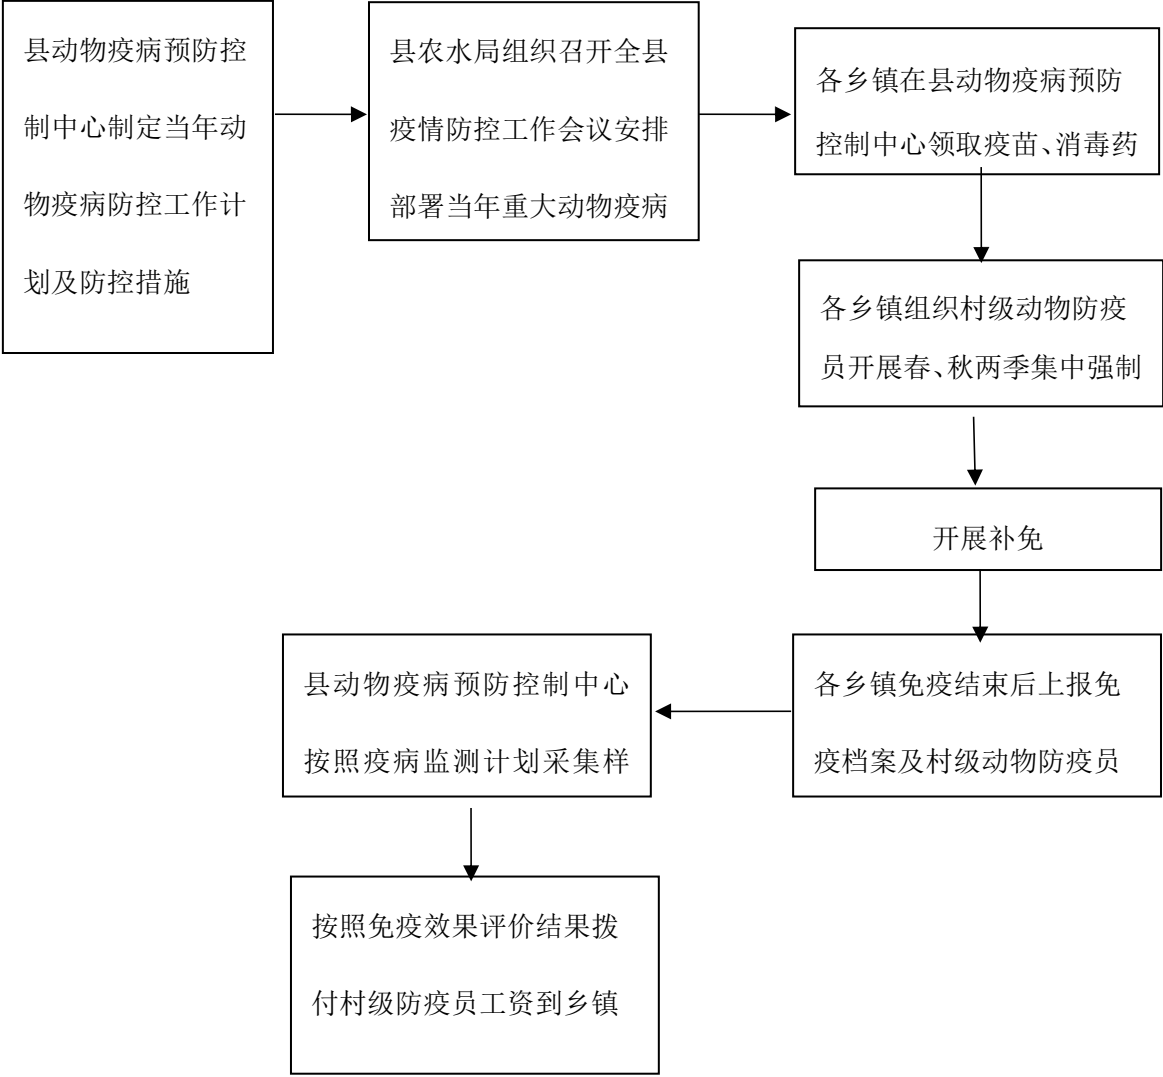 县动物疫病预防控
制中心制定当年动
物疫病防控工作计
划及防控措施
县农水局组织召开全县
疫情防控工作会议安排
部署当年重大动物疫病
各乡镇在县动物疫病预防
控制中心领取疫苗、消毒药
各乡镇组织村级动物防疫
员开展春、秋两季集中强制
开展补免
各乡镇免疫结束后上报免
疫档案及村级动物防疫员
县动物疫病预防控制中心
按照疫病监测计划采集样
按照免疫效果评价结果拨
付村级防疫员工资到乡镇